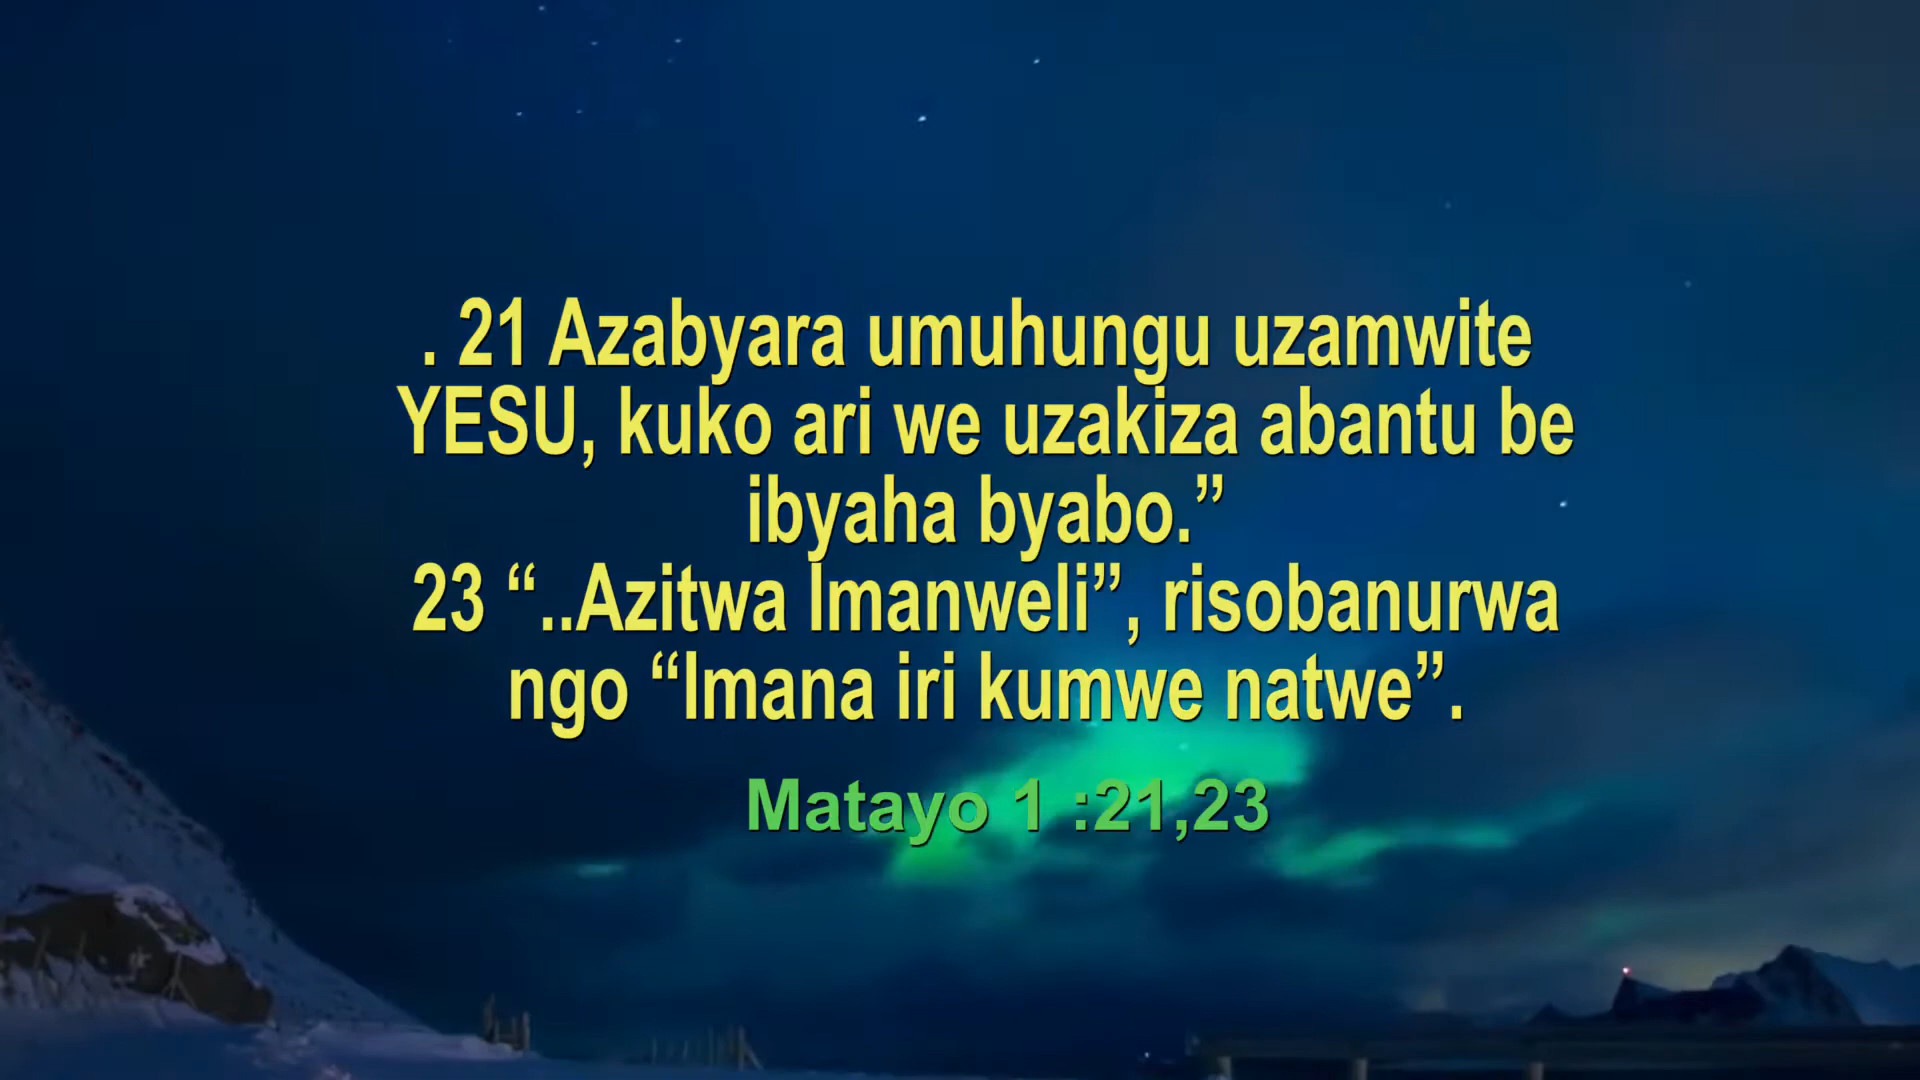 . 21 Azabyara umuhungu uzamwite
YESU, kuko ari we uzakiza abantu be
ibyaha byabo.”
23 “..Azitwa Imanweli”, risobanurwa
ngo “Imana iri kumwe natwe”.
Matayo 1 :21,23